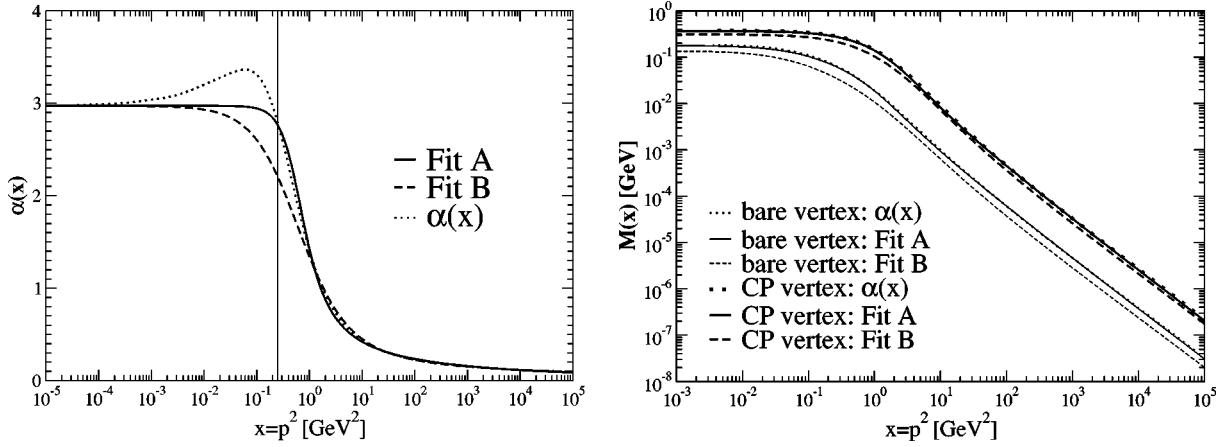 4
3
2
1
0
α(x)
Fit A
Fit B
α(x)
10^-5 10^-4 10^-3 10^-2 10^-1 10^0 10^1 10^2 10^3 10^4 10^5
x=p^2 [GeV^2]
10^0
10^-1
10^-2
10^-3
10^-4
10^-5
10^-6
10^-7
10^-8
M(x) [GeV]
bare vertex: α(x)
bare vertex: Fit A
bare vertex: Fit B
CP vertex: α(x)
CP vertex: Fit A
CP vertex: Fit B
10^-3 10^-2 10^-1 10^0 10^1 10^2 10^3 10^4 10^5
x=p^2 [GeV^2]